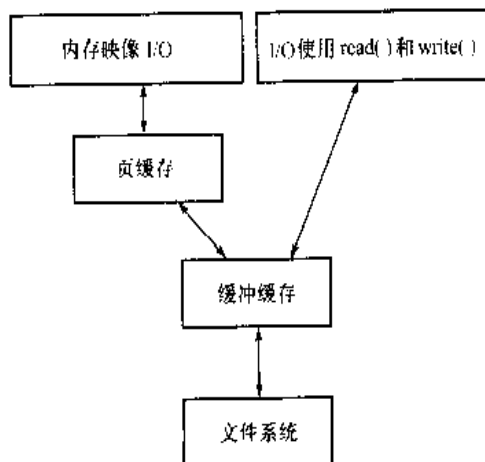 内存映像 I/O
I/O 使用 read( ) 和 write( )
页缓存
缓冲缓存
文件系统